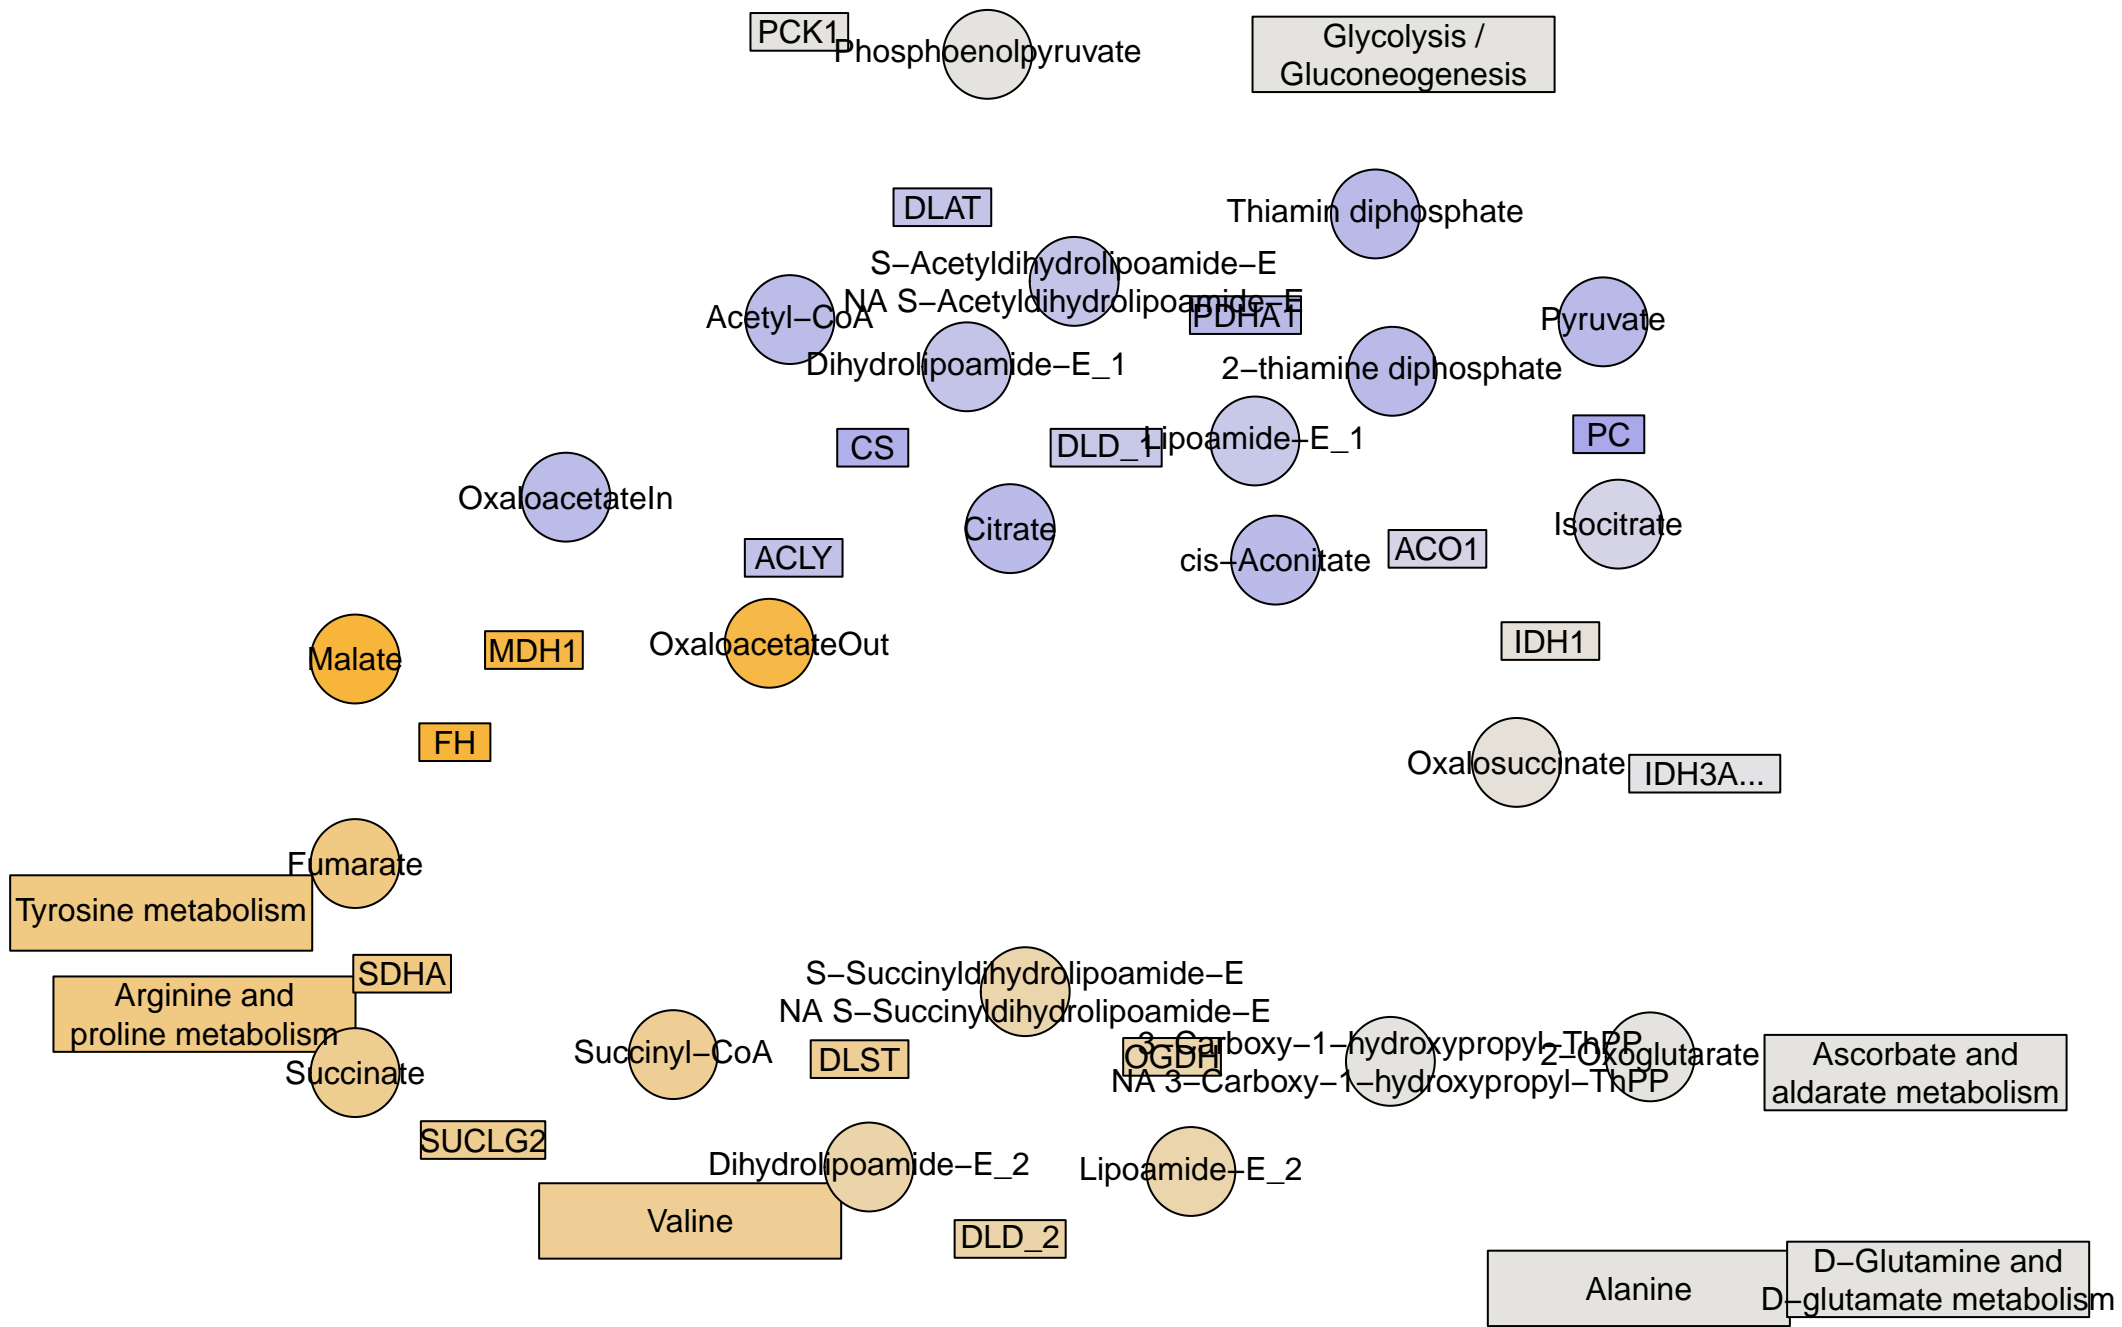 PCK1
Phosphoenolpyruvate
Glycolysis /
Gluconeogenesis
DLAT
Thiamin diphosphate
S−Acetyldihydrolipoamide−E
NA S−Acetyldihydrolipoamide−E
Acetyl−CoA
PDHA1
Pyruvate
Dihydrolipoamide−E_1
2−thiamine diphosphate
CS
DLD_1
Lipoamide−E_1
PC
OxaloacetateIn
Citrate
Isocitrate
ACLY
cis−Aconitate
ACO1
Malate
MDH1
OxaloacetateOut
IDH1
FH
Oxalosuccinate
IDH3A...
Fumarate
Tyrosine metabolism
SDHA
Arginine and
proline metabolism
S−Succinyldihydrolipoamide−E
NA S−Succinyldihydrolipoamide−E
Succinate
Succinyl−CoA
DLST
OGDH
3−Carboxy−1−hydroxypropyl−ThPP
NA 3−Carboxy−1−hydroxypropyl−ThPP
2−Oxoglutarate
Ascorbate and
aldarate metabolism
SUCLG2
Dihydrolipoamide−E_2
Lipoamide−E_2
Valine
DLD_2
Alanine
D−Glutamine and
D−glutamate metabolism